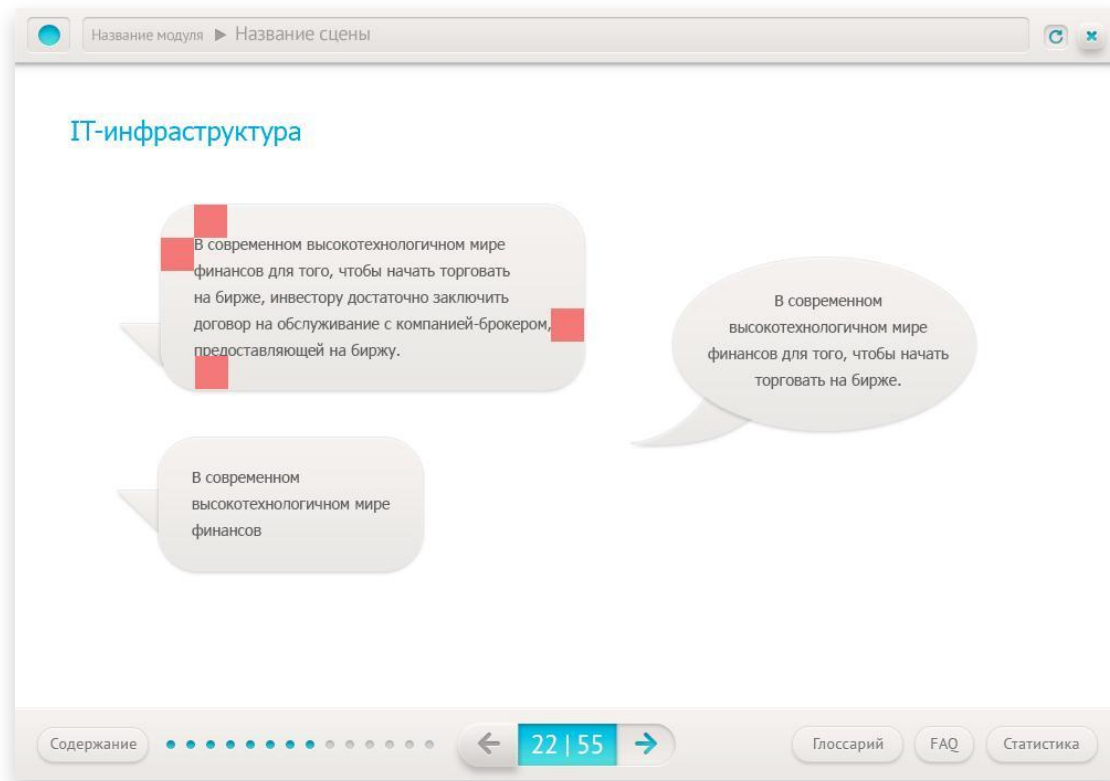 Название модуля ▶ Название сцены
IT-инфраструктура
В современном высокотехнологичном мире
финансов для того, чтобы начать торговать
на бирже, инвестору достаточно заключить
договор на обслуживание с компанией-брокером,
предоставляющей на биржу.
В современном
высокотехнологичном мире
финансов для того, чтобы начать
торговать на бирже.
В современном
высокотехнологичном мире
финансов
Содержание
22 | 55
Глоссарий
FAQ
Статистика